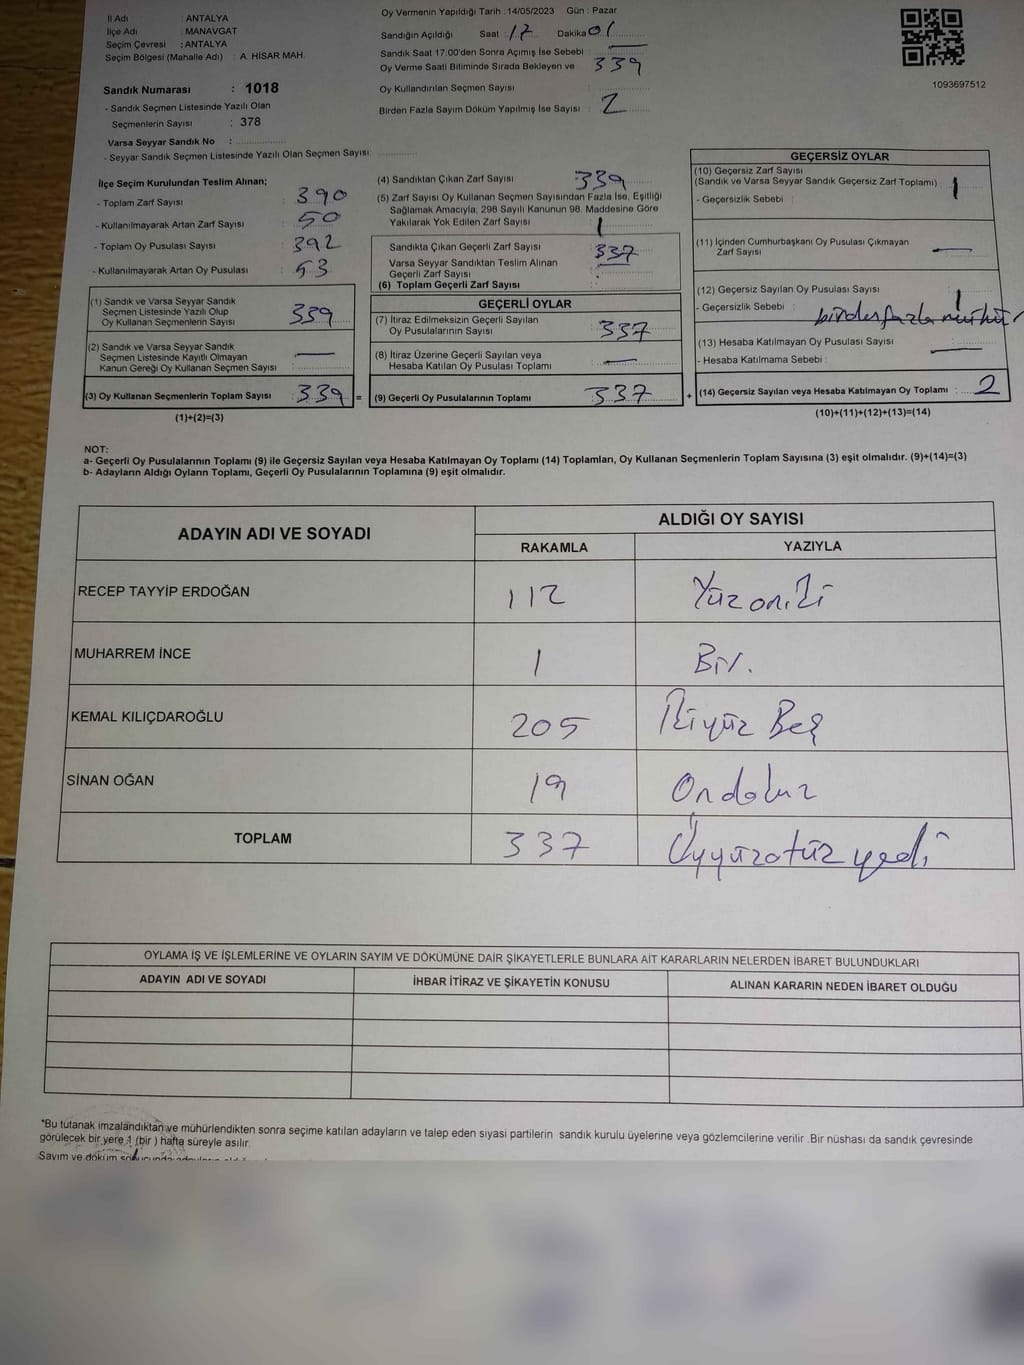 İl Adı : ANTALYA
İlçe Adı : MANAVGAT
Seçim Çevresi : ANTALYA
Seçim Bölgesi (Mahalle Adı) : A. HİSAR MAH.
Sandık Numarası : 1018
- Sandık Seçmen Listesinde Yazılı Olan
Seçmenlerin Sayısı : 378
Varsa Seyyar Sandık No :
- Seyyar Sandık Seçmen Listesinde Yazılı Olan Seçmen Sayısı:
Oy Vermenin Yapıldığı Tarih : 14/05/2023 Gün : Pazar
Sandığın Açıldığı Saat : 17 Dakika 01
Sandık Saat 17:00'den Sonra Açımış İse Sebebi : —
Oy Verme Saati Bitiminde Sırada Bekleyen ve 339
Oy Kullandırılan Seçmen Sayısı
Birden Fazla Sayım Döküm Yapılmış İse Sayısı : 2
1093697512
İlçe Seçim Kurulundan Teslim Alınan;
- Toplam Zarf Sayısı : 390
- Kullanılmayarak Artan Zarf Sayısı : 50
- Toplam Oy Pusulası Sayısı : 392
- Kullanılmayarak Artan Oy Pusulası : 53
(1) Sandık ve Varsa Seyyar Sandık
Seçmen Listesinde Yazılı Olup
Oy Kullanan Seçmenlerin Sayısı 339
(2) Sandık ve Varsa Seyyar Sandık
Seçmen Listesinde Kayıtlı Olmayan
Kanun Gereği Oy Kullanan Seçmen Sayısı : —
(3) Oy Kullanan Seçmenlerin Toplam Sayısı 339 =
(1)+(2)=(3)
(4) Sandıktan Çıkan Zarf Sayısı 339
(5) Zarf Sayısı Oy Kullanan Seçmen Sayısından Fazla İse, Eşitliği
Sağlamak Amacıyla; 298 Sayılı Kanunun 98. Maddesine Göre
Yakılarak Yok Edilen Zarf Sayısı 1
Sandıkta Çıkan Geçerli Zarf Sayısı : 337
Varsa Seyyar Sandıktan Teslim Alınan
Geçerli Zarf Sayısı :
(6) Toplam Geçerli Zarf Sayısı :
GEÇERLİ OYLAR
(7) İtiraz Edilmeksizin Geçerli Sayılan
Oy Pusulalarının Sayısı 337
(8) İtiraz Üzerine Geçerli Sayılan veya
Hesaba Katılan Oy Pusulası Toplamı : —
(9) Geçerli Oy Pusulalarının Toplamı 337 +
GEÇERSİZ OYLAR
(10) Geçersiz Zarf Sayısı
(Sandık ve Varsa Seyyar Sandık Geçersiz Zarf Toplamı) : 1
- Geçersizlik Sebebi :
(11) İçinden Cumhurbaşkanı Oy Pusulası Çıkmayan
Zarf Sayısı —
(12) Geçersiz Sayılan Oy Pusulası Sayısı : 1
- Geçersizlik Sebebi : birden fazla mühür
(13) Hesaba Katılmayan Oy Pusulası Sayısı : —
- Hesaba Katılmama Sebebi :
(14) Geçersiz Sayılan veya Hesaba Katılmayan Oy Toplamı : 2
(10)+(11)+(12)+(13)=(14)
NOT:
a- Geçerli Oy Pusulalarının Toplamı (9) ile Geçersiz Sayılan veya Hesaba Katılmayan Oy Toplamı (14) Toplamları, Oy Kullanan Seçmenlerin Toplam Sayısına (3) eşit olmalıdır. (9)+(14)=(3)
b- Adayların Aldığı Oyların Toplamı, Geçerli Oy Pusulalarının Toplamına (9) eşit olmalıdır.
ADAYIN ADI VE SOYADI ALDIĞI OY SAYISI
RAKAMLA YAZIYLA
RECEP TAYYİP ERDOĞAN 112 Yüzoniki
MUHARREM İNCE 1 Bir.
KEMAL KILIÇDAROĞLU 205 İkiyüz Beş
SİNAN OĞAN 19 Ondokuz
TOPLAM 337 Üyyüzotüz yedi
OYLAMA İŞ VE İŞLEMLERİNE VE OYLARIN SAYIM VE DÖKÜMÜNE DAİR ŞİKAYETLERLE BUNLARA AİT KARARLARIN NELERDEN İBARET BULUNDUKLARI
ADAYIN ADI VE SOYADI İHBAR İTİRAZ VE ŞİKAYETİN KONUSU ALINAN KARARIN NEDEN İBARET OLDUĞU
*Bu tutanak imzalandıktan ve mühürlendikten sonra seçime katılan adayların ve talep eden siyasi partilerin sandık kurulu üyelerine veya gözlemcilerine verilir. Bir nüshası da sandık çevresinde
görülecek bir yere 1 (bir ) hafta süreyle asılır.
Sayım ve döküm